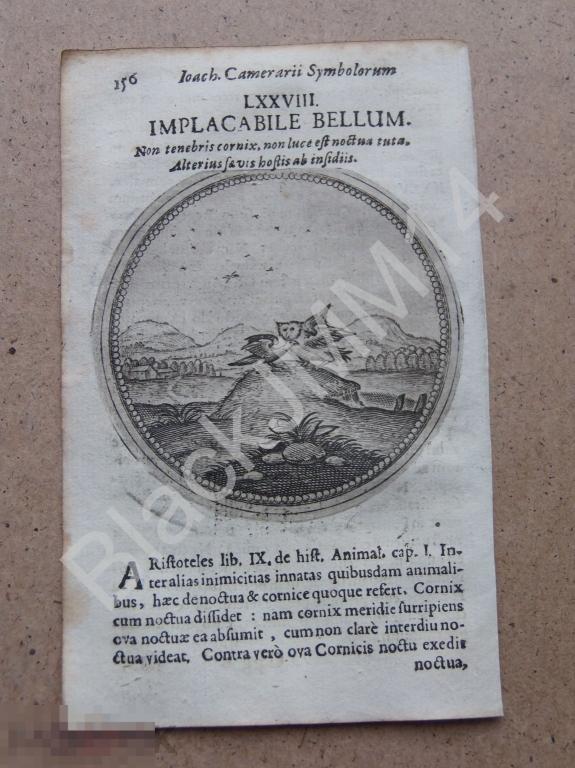 156 Ioach. Camerarii Symbolorum
LXXVIII.
IMPLACABILE BELLUM.
Non tenebris cornix, non luce est noctua tuta,
Alterius sævis hostis ab insidiis.
ARistoteles lib. IX. de hist. Animal. cap. I. In-
ter alias inimicitias innatas quibusdam animali-
bus, hæc de noctua & cornice quoque refert. Cornix
cum noctua dissidet : nam cornix meridie surripiens
ova noctuæ ea absumit, cum non clarè interdiu no-
ctua videat. Contra verò ova Cornicis noctu exedit
noctua,
BlackJMM14